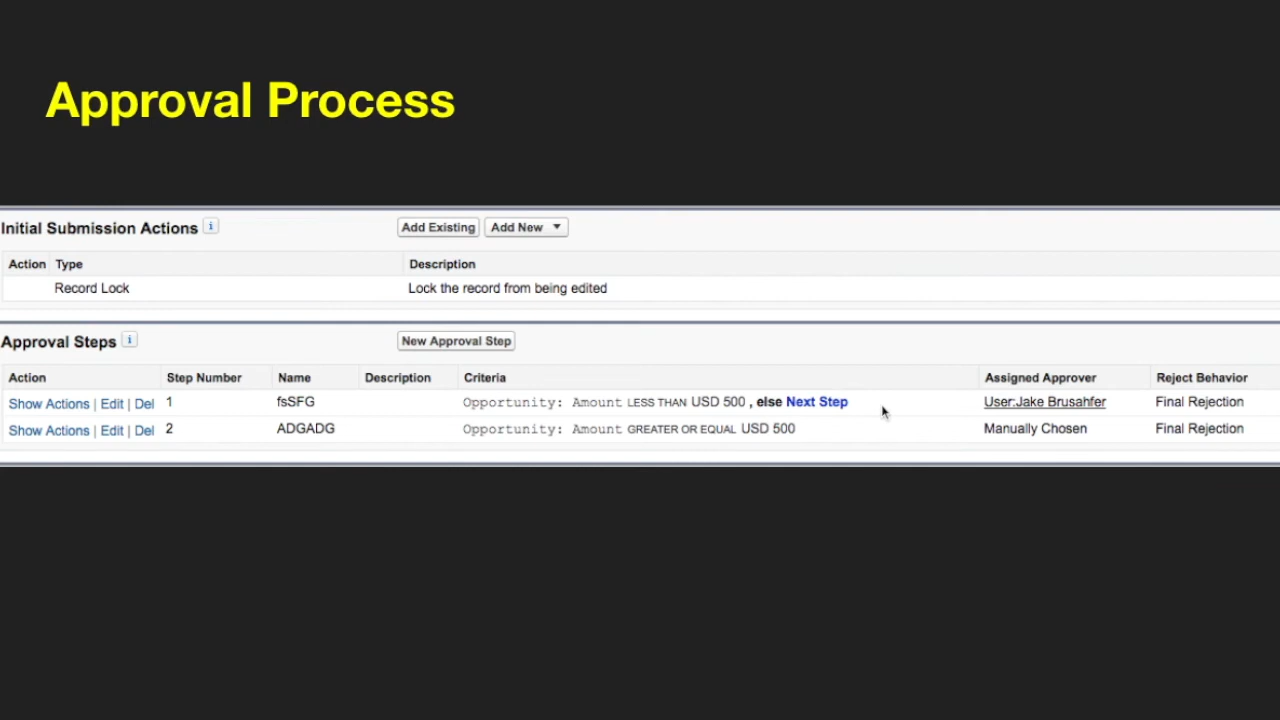 Approval Process
Initial Submission Actions i Add Existing Add New
Action Type Description
Record Lock Lock the record from being edited
Approval Steps i New Approval Step
Action Step Number Name Description Criteria Assigned Approver Reject Behavior
Show Actions | Edit | Del 1 fsSFG Opportunity: Amount LESS THAN USD 500 , else Next Step User:Jake Brusahfer Final Rejection
Show Actions | Edit | Del 2 ADGADG Opportunity: Amount GREATER OR EQUAL USD 500 Manually Chosen Final Rejection